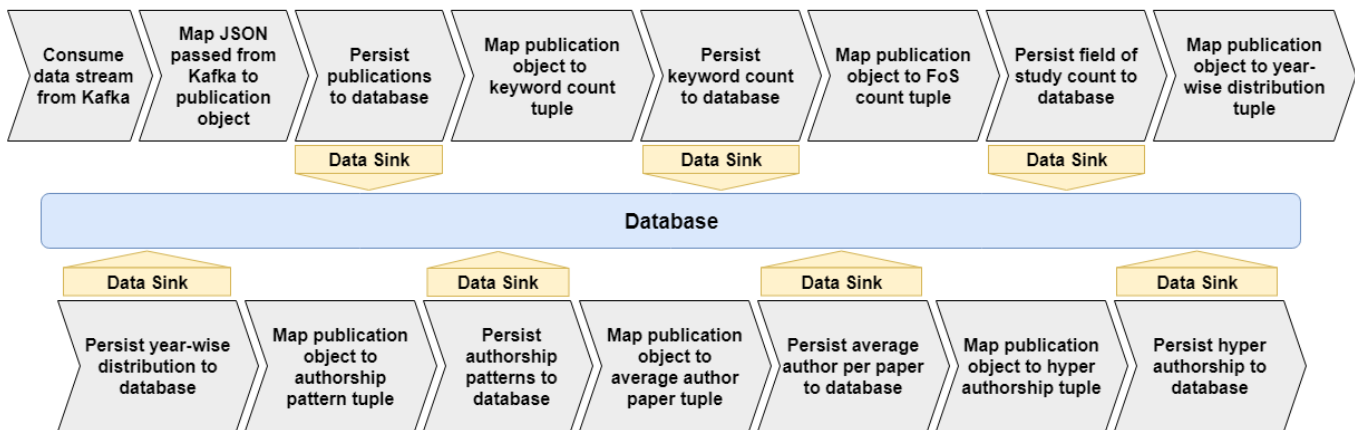 Consume
data stream
from Kafka
Map JSON
passed from
Kafka to
publication
object
Persist
publications
to database
Map publication
object to
keyword count
tuple
Persist
keyword count
to database
Map publication
object to FoS
count tuple
Persist field of
study count to
database
Map publication
object to year-
wise distribution
tuple
Data Sink
Data Sink
Data Sink
Database
Data Sink
Data Sink
Data Sink
Data Sink
Persist year-wise
distribution to
database
Map publication
object to
authorship
pattern tuple
Persist
authorship
patterns to
database
Map publication
object to
average author
paper tuple
Persist average
author per paper
to database
Map publication
object to hyper
authorship tuple
Persist hyper
authorship to
database